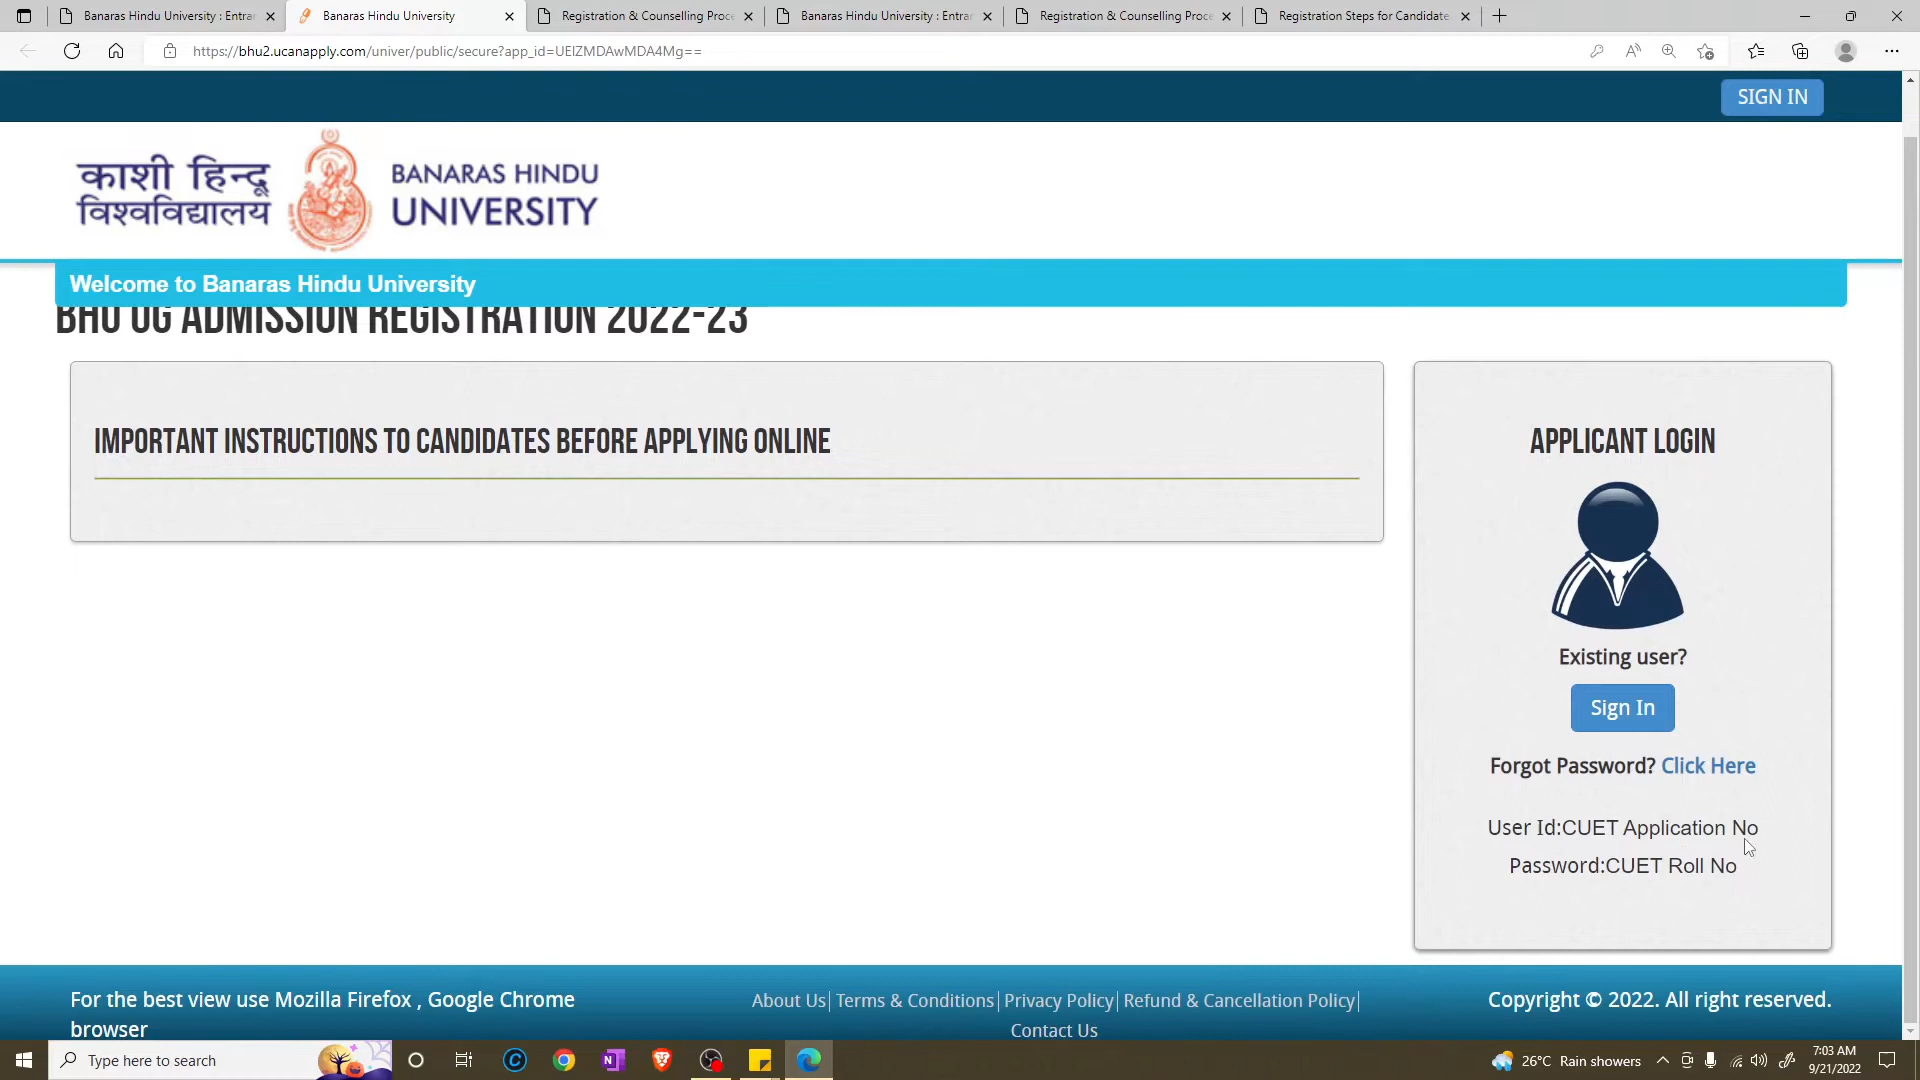 Banaras Hindu University : Entra
Banaras Hindu University
Registration & Counselling Proce
Banaras Hindu University : Entra
Registration & Counselling Proce
Registration Steps for Candidate
https://bhu2.ucanapply.com/univer/public/secure?app_id=UElZMDAwMDA4Mg==
SIGN IN
काशी हिन्दू
विश्वविद्यालय
BANARAS HINDU
UNIVERSITY
Welcome to Banaras Hindu University
BHU UG ADMISSION REGISTRATION 2022-23
IMPORTANT INSTRUCTIONS TO CANDIDATES BEFORE APPLYING ONLINE
APPLICANT LOGIN
Existing user?
Sign In
Forgot Password? Click Here
User Id:CUET Application No
Password:CUET Roll No
For the best view use Mozilla Firefox , Google Chrome
browser
About Us| Terms & Conditions| Privacy Policy| Refund & Cancellation Policy|
Contact Us
Copyright © 2022. All right reserved.
Type here to search
26°C Rain showers
7:03 AM
9/21/2022